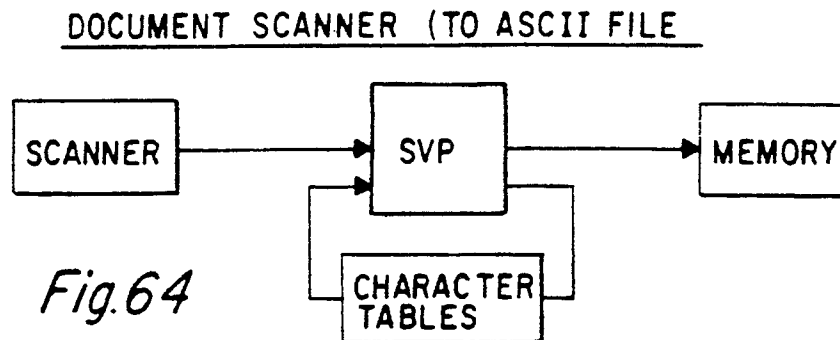 DOCUMENT SCANNER (TO ASCII FILE
SCANNER
SVP
MEMORY
CHARACTER
TABLES
Fig.64